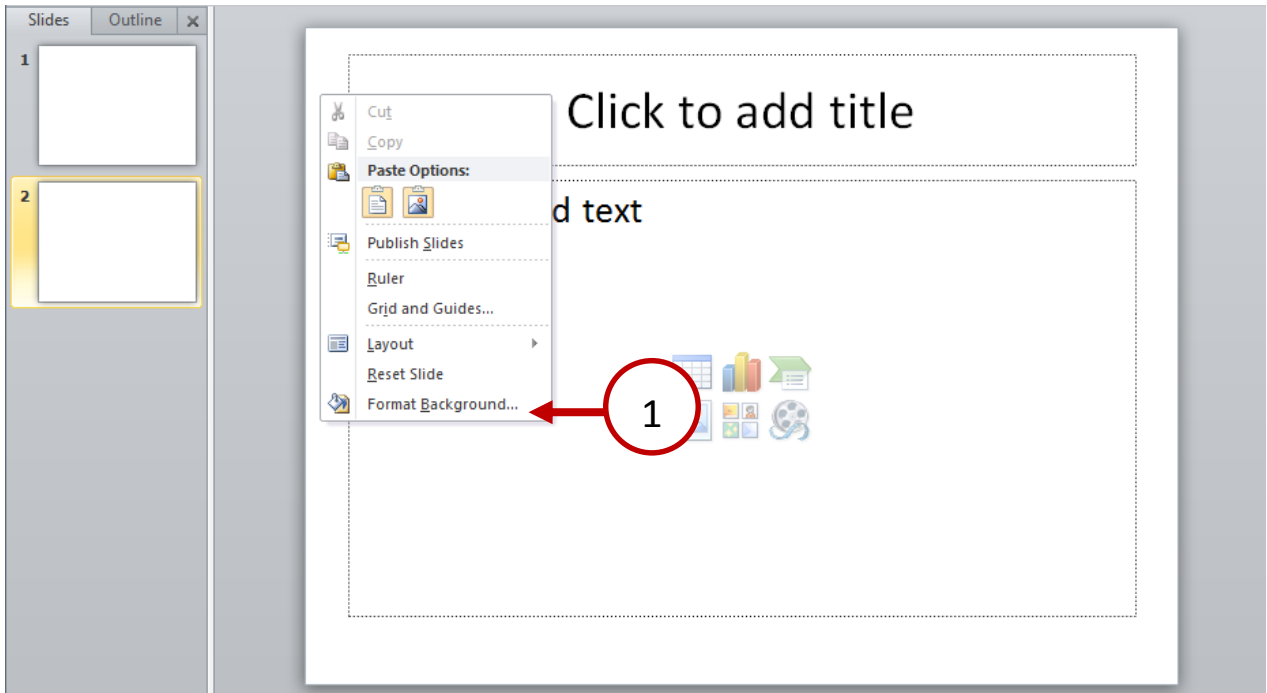 Slides Outline
1
2
Click to add title
d text
Cut
Copy
Paste Options:
Publish Slides
Ruler
Grid and Guides...
Layout
Reset Slide
Format Background...
1